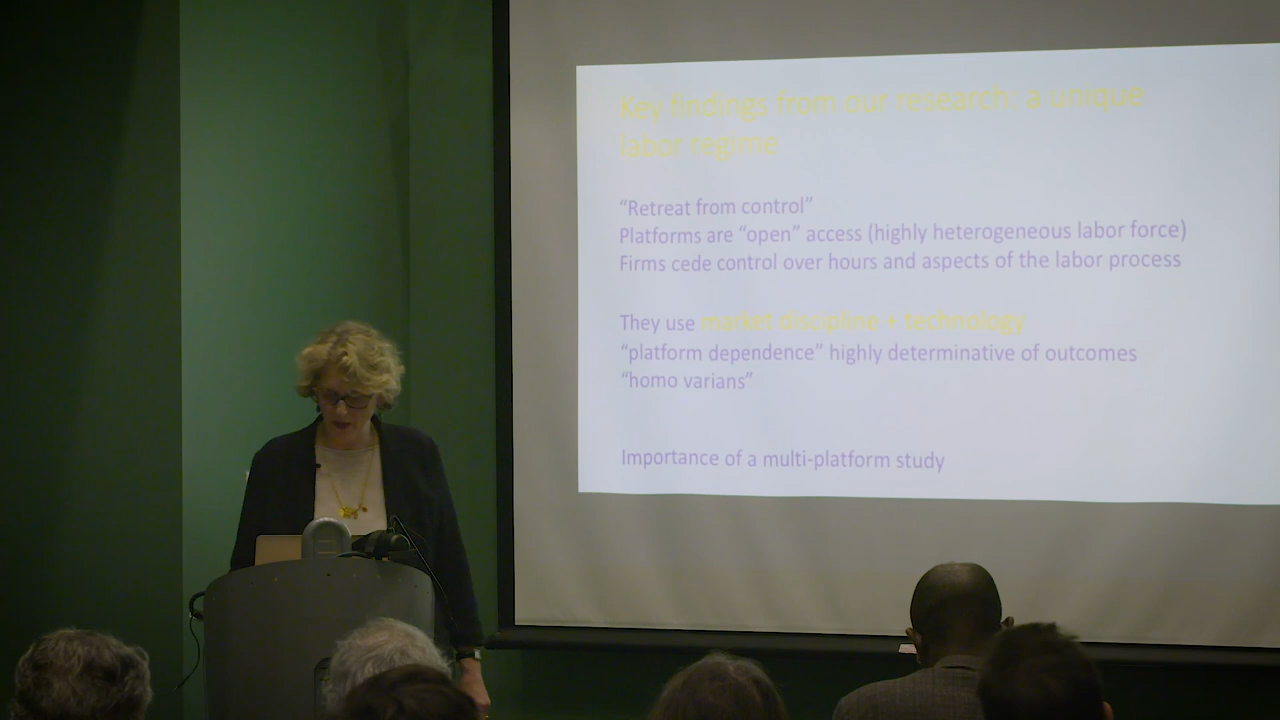 Key findings from our research: a unique
labor regime
“Retreat from control”
Platforms are “open” access (highly heterogeneous labor force)
Firms cede control over hours and aspects of the labor process
They use market discipline + technology
“platform dependence” highly determinative of outcomes
“homo varians”
Importance of a multi-platform study